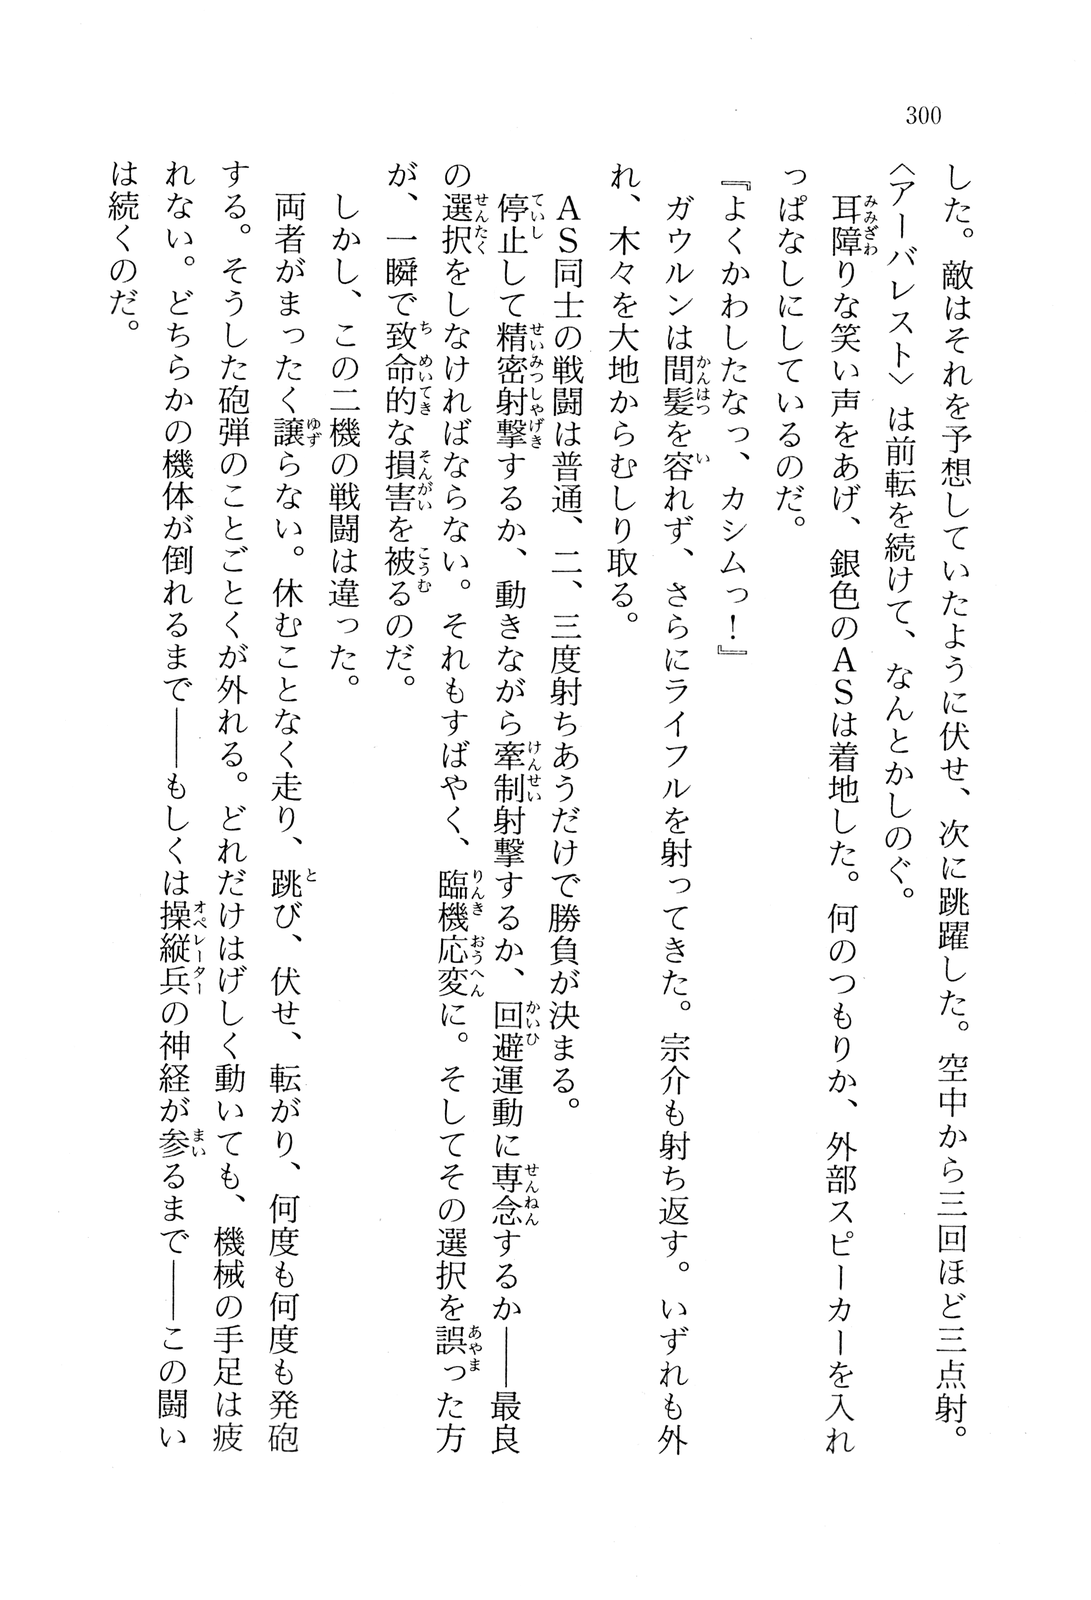 300
した。敵はそれを予想していたように伏せ、次に跳躍した。空中から三回ほど三点射。
〈アーバレスト〉は前転を続けて、なんとかしのぐ。
耳障りな笑い声をあげ、銀色のASは着地した。何のつもりか、外部スピーカーを入れ
っぱなしにしているのだ。
『よくかわしたなっ、カシムっ！』
ガウルンは間髪を容れず、さらにライフルを射ってきた。宗介も射ち返す。いずれも外
れ、木々を大地からむしり取る。
AS同士の戦闘は普通、二、三度射ちあうだけで勝負が決まる。
停止して精密射撃するか、動きながら牽制射撃するか、回避運動に専念するか――最良
の選択をしなければならない。それもすばやく、臨機応変に。そしてその選択を誤った方
が、一瞬で致命的な損害を被るのだ。
しかし、この二機の戦闘は違った。
両者がまったく譲らない。休むことなく走り、跳び、伏せ、転がり、何度も何度も発砲
する。そうした砲弾のことごとくが外れる。どれだけはげしく動いても、機械の手足は疲
れない。どちらかの機体が倒れるまで――もしくは操縦兵の神経が参るまで――この闘い
は続くのだ。